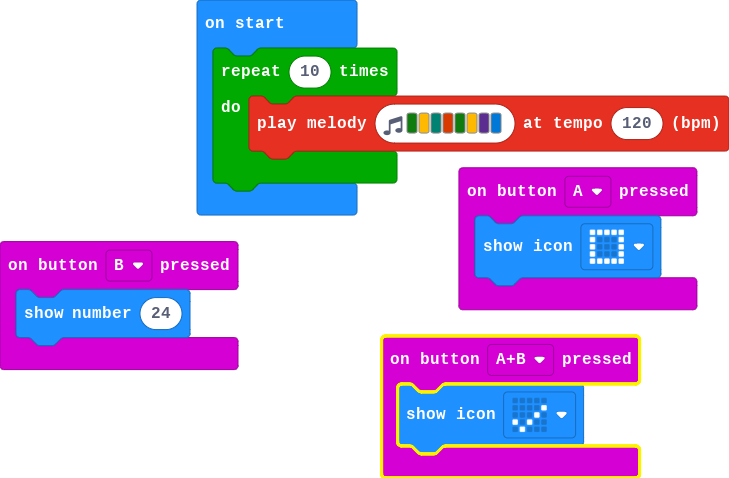 on start
repeat 10 times
do
play melody at tempo 120 (bpm)
on button A pressed
show icon
on button B pressed
show number 24
on button A+B pressed
show icon